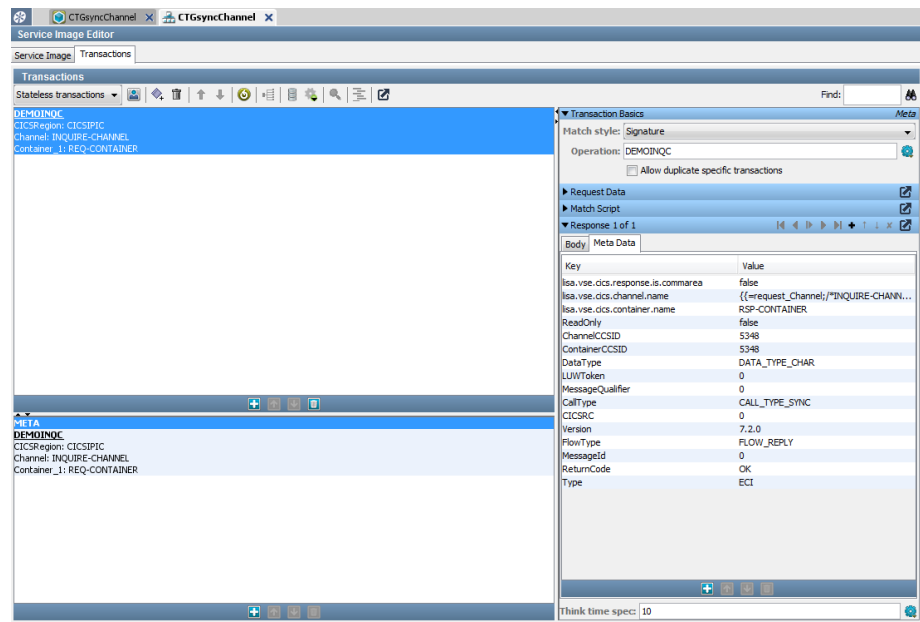 CTGsyncChannel CTGsyncChannel
Service Image Editor
Service Image Transactions
Transactions
Stateless transactions Find:
DEMOINQC
CICSRegion: CICSIPIC
Channel: INQUIRE-CHANNEL
Container_1: REQ-CONTAINER
META
DEMOINQC
CICSRegion: CICSIPIC
Channel: INQUIRE-CHANNEL
Container_1: REQ-CONTAINER
Transaction Basics Meta
Match style: Signature
Operation: DEMOINQC
Allow duplicate specific transactions
Request Data
Match Script
Response 1 of 1
Body Meta Data
Key Value
lisa.vse.cics.response.is.commarea false
lisa.vse.cics.channel.name {{=request_Channel;/*INQUIRE-CHANN...
lisa.vse.cics.container.name RSP-CONTAINER
ReadOnly false
ChannelCCSID 5348
ContainerCCSID 5348
DataType DATA_TYPE_CHAR
LUWToken 0
MessageQualifier 0
CallType CALL_TYPE_SYNC
CICSRC 0
Version 7.2.0
FlowType FLOW_REPLY
MessageId 0
ReturnCode OK
Type ECI
Think time spec: 10